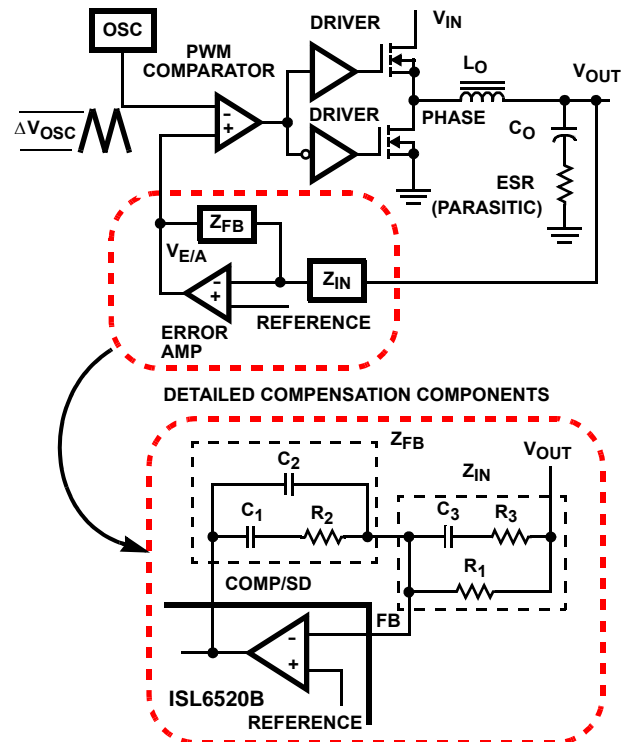 OSC
DRIVER
V_IN
PWM
COMPARATOR
L_O
V_OUT
DRIVER
PHASE
ΔV_OSC
-
+
C_O
ESR
(PARASITIC)
Z_FB
V_E/A
-
+
Z_IN
REFERENCE
ERROR
AMP
DETAILED COMPENSATION COMPONENTS
Z_FB
V_OUT
C_2
Z_IN
C_1
R_2
C_3
R_3
R_1
COMP/SD
FB
-
+
ISL6520B
REFERENCE